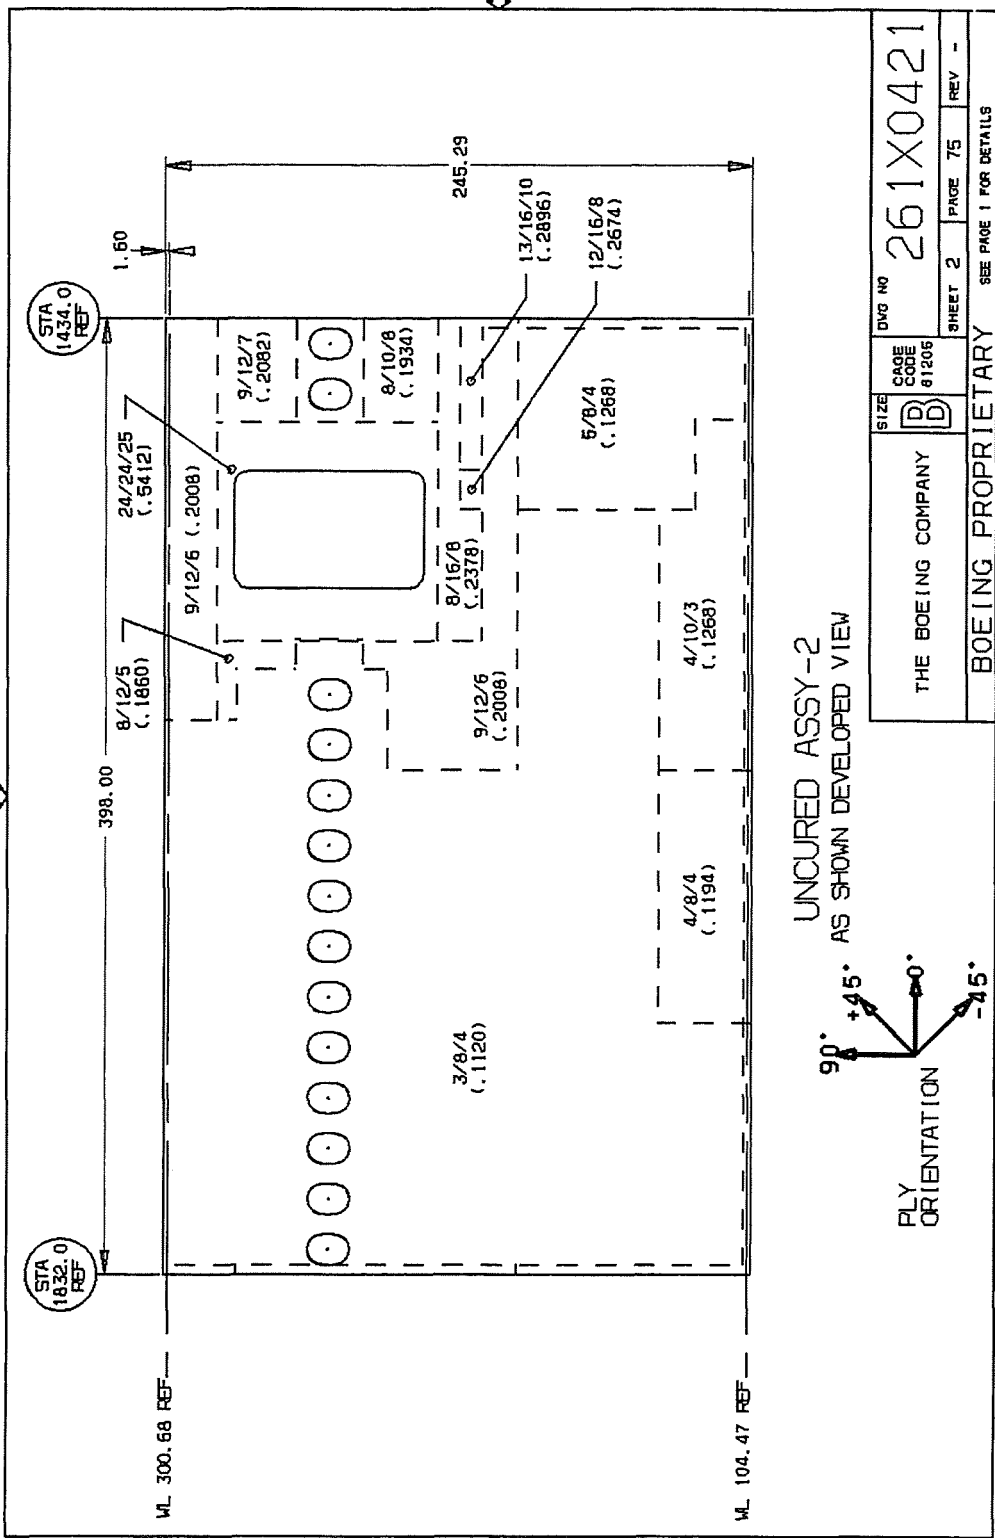 STA
1832.0
REF
STA
1434.0
REF
398.00
1.60
245.29
WL 300.68 REF
WL 104.47 REF
8/12/5
(.1860)
24/24/25
(.5412)
9/12/6 (.2008)
9/12/7
(.2082)
8/10/8
(.1934)
13/16/10
(.2896)
12/16/8
(.2674)
8/16/8
(.2378)
9/12/6
(.2008)
5/8/4
(.1268)
4/10/3
(.1268)
4/8/4
(.1194)
3/8/4
(.1120)
UNCURED ASSY-2
AS SHOWN DEVELOPED VIEW
90°
+45°
0°
-45°
PLY
ORIENTATION
THE BOEING COMPANY
SIZE
B
CAGE
CODE
81205
DWG NO
261X0421
SHEET 2
PAGE 75
REV -
BOEING PROPRIETARY
SEE PAGE 1 FOR DETAILS